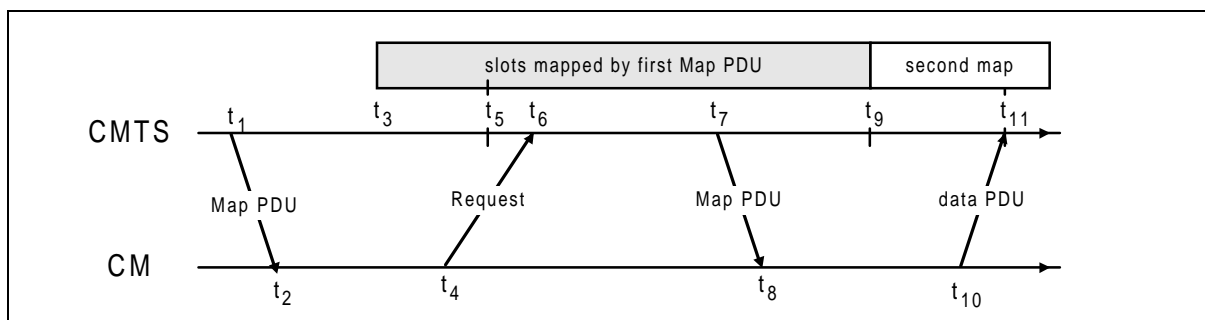 slots mapped by first Map PDU second map
t1 t3 t5 t6 t7 t9 t11
CMTS
Map PDU Request Map PDU data PDU
CM
t2 t4 t8 t10